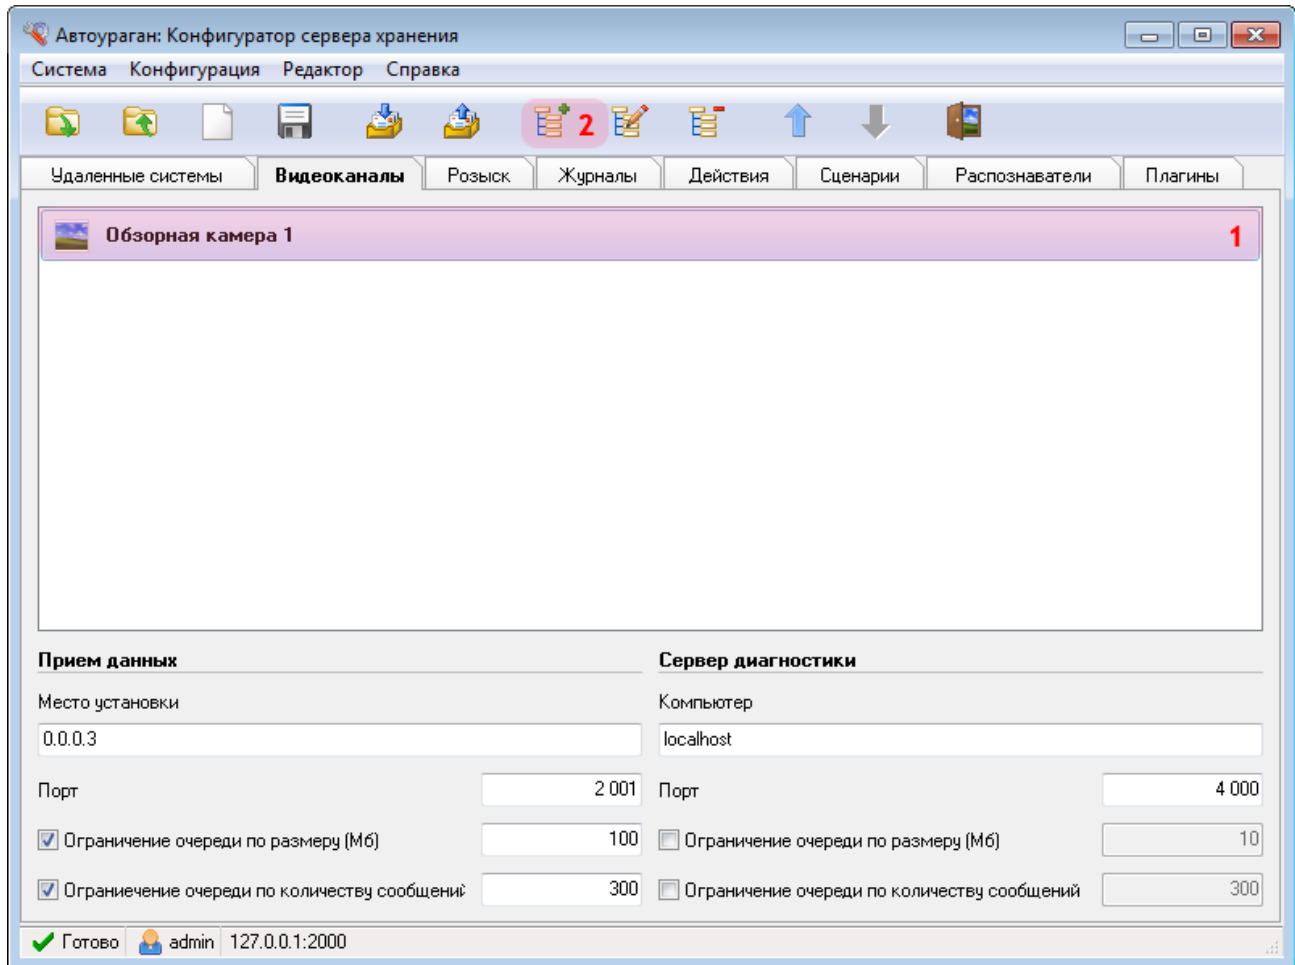 Автоураган: Конфигуратор сервера хранения
Система Конфигурация Редактор Справка
2
Удаленные системы Видеоканалы Розыск Журналы Действия Сценарии Распознаватели Плагины
Обзорная камера 1 1
Прием данных Сервер диагностики
Место установки Компьютер
0.0.0.3 localhost
Порт 2 001 Порт 4 000
Ограничение очереди по размеру (Мб) 100 Ограничение очереди по размеру (Мб) 10
Ограниечение очереди по количеству сообщений 300 Ограничение очереди по количеству сообщений 300
Готово admin 127.0.0.1:2000